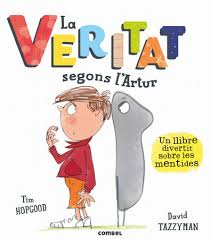 La
VERITAT
segons l'Artur
Un llibre
divertit
sobre les
mentides
Tim
HOPGOOD
David
TAZZYMAN
COMBEL